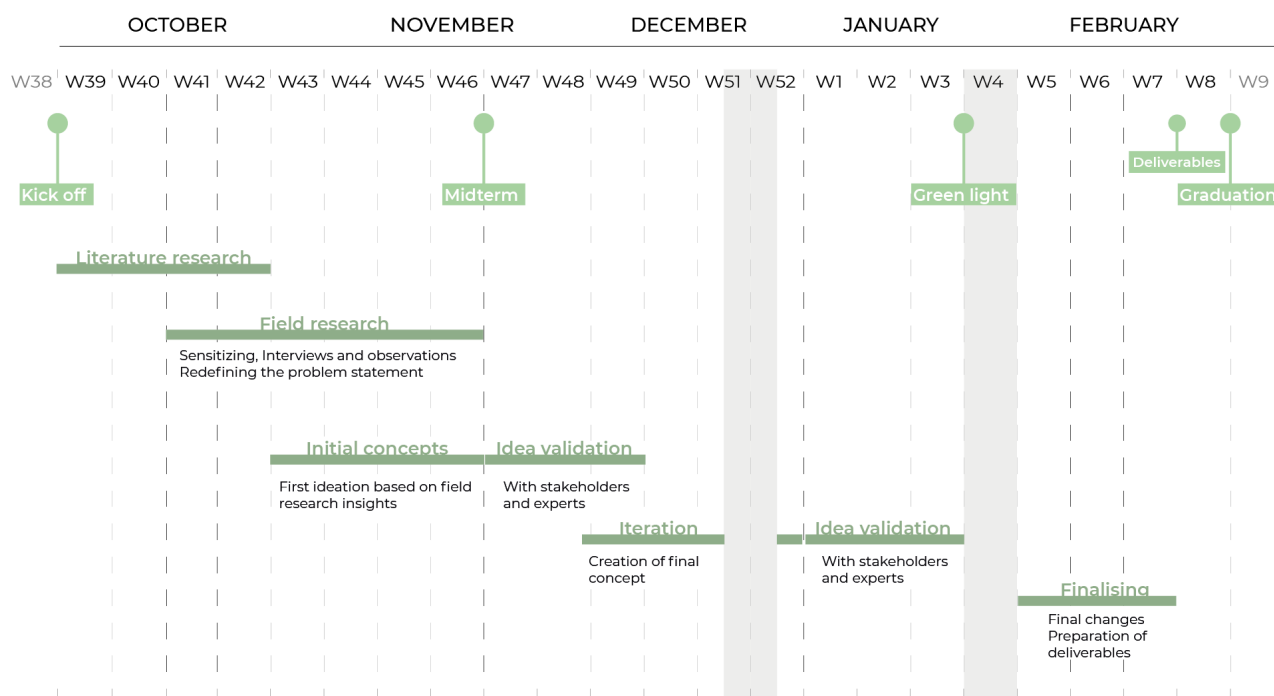 OCTOBER NOVEMBER DECEMBER JANUARY FEBRUARY
W38 W39 W40 W41 W42 W43 W44 W45 W46 W47 W48 W49 W50 W51 W52 W1 W2 W3 W4 W5 W6 W7 W8 W9
Deliverables
Kick off Midterm Green light Graduation
Literature research
Field research
Sensitizing, Interviews and observations
Redefining the problem statement
Initial concepts
First ideation based on field
research insights
Idea validation
With stakeholders
and experts
Iteration
Creation of final
concept
Idea validation
With stakeholders
and experts
Finalising
Final changes
Preparation of
deliverables